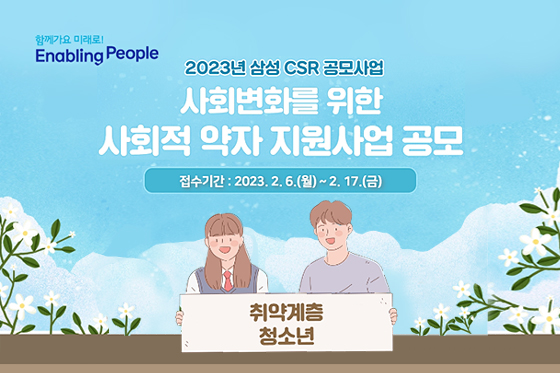 함께가요 미래로!
Enabling People
2023년 삼성 CSR 공모사업
사회변화를 위한
사회적 약자 지원사업 공모
접수기간 : 2023. 2. 6.(월) ~ 2. 17.(금)
취약계층
청소년